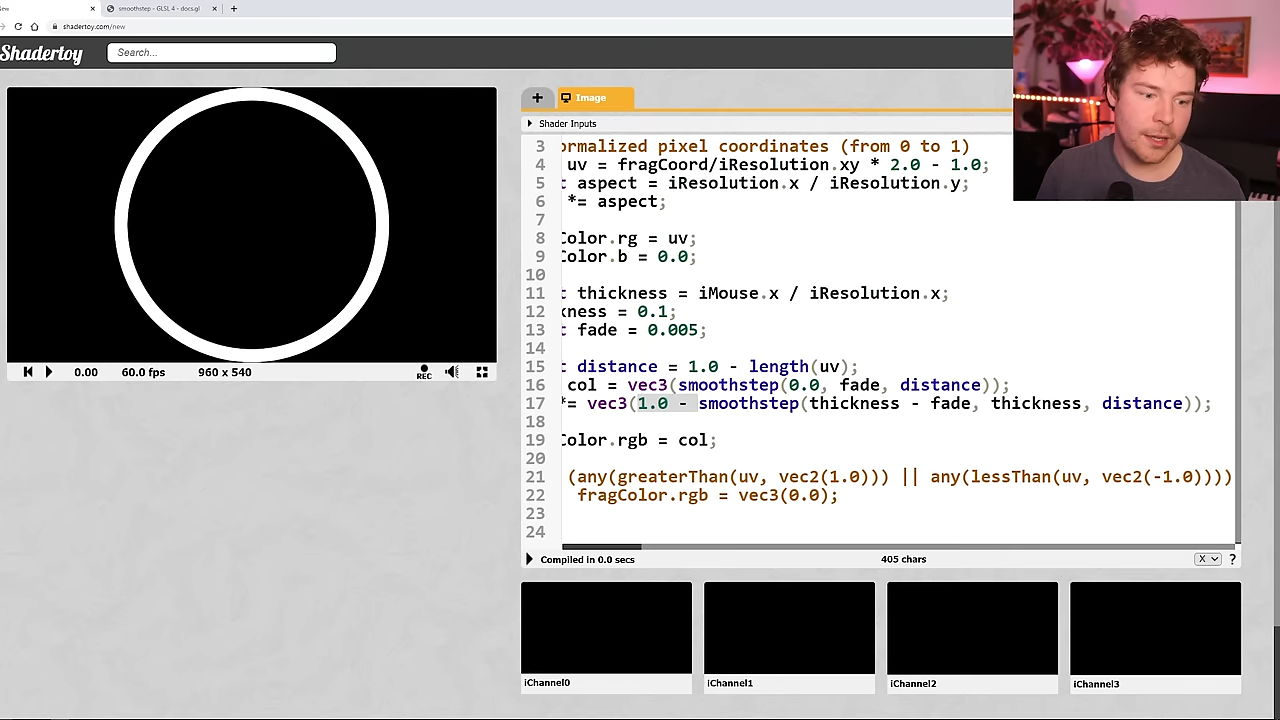 New
smoothstep - GLSL 4 - docs.gl
shadertoy.com/new
Shadertoy
Search...
+
Image
Shader Inputs
3 ormalized pixel coordinates (from 0 to 1)
4 uv = fragCoord/iResolution.xy * 2.0 - 1.0;
5 t aspect = iResolution.x / iResolution.y;
6 *= aspect;
7
8 Color.rg = uv;
9 Color.b = 0.0;
10
11 t thickness = iMouse.x / iResolution.x;
12 kness = 0.1;
13 t fade = 0.005;
14
15 t distance = 1.0 - length(uv);
16 col = vec3(smoothstep(0.0, fade, distance));
17 *= vec3(1.0 - smoothstep(thickness - fade, thickness, distance));
18
19 Color.rgb = col;
20
21 (any(greaterThan(uv, vec2(1.0))) || any(lessThan(uv, vec2(-1.0))))
22 fragColor.rgb = vec3(0.0);
23
24
0.00 60.0 fps 960 x 540 REC
Compiled in 0.0 secs 405 chars X ?
iChannel0 iChannel1 iChannel2 iChannel3